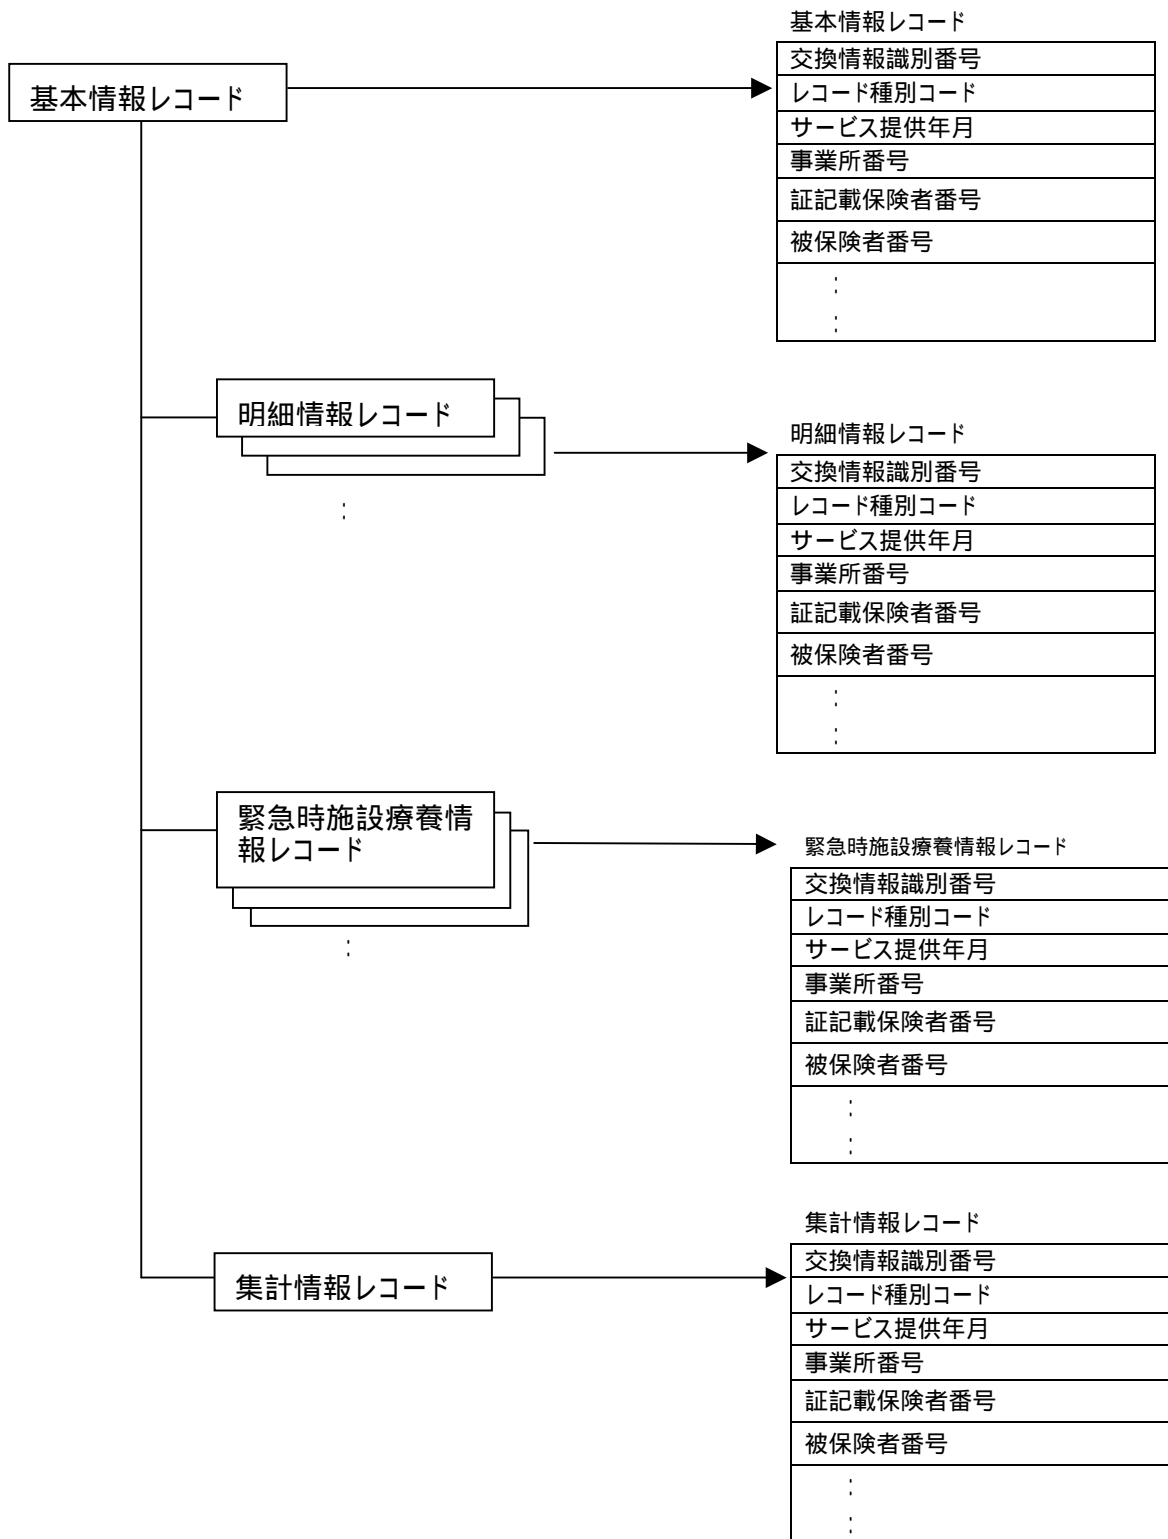 基本情報レコード
基本情報レコード
交換情報識別番号
レコード種別コード
サービス提供年月
事業所番号
証記載保険者番号
被保険者番号
:
:
明細情報レコード
:
明細情報レコード
交換情報識別番号
レコード種別コード
サービス提供年月
事業所番号
証記載保険者番号
被保険者番号
:
:
緊急時施設療養情
報レコード
:
緊急時施設療養情報レコード
交換情報識別番号
レコード種別コード
サービス提供年月
事業所番号
証記載保険者番号
被保険者番号
:
:
集計情報レコード
集計情報レコード
交換情報識別番号
レコード種別コード
サービス提供年月
事業所番号
証記載保険者番号
被保険者番号
:
: